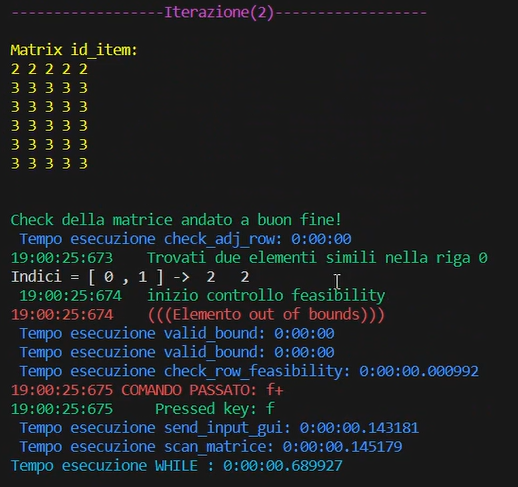 -----------------Iterazione(2)-----------------
Matrix id_item:
2 2 2 2 2
3 3 3 3 3
3 3 3 3 3
3 3 3 3 3
3 3 3 3 3
3 3 3 3 3
Check della matrice andato a buon fine!
Tempo esecuzione check_adj_row: 0:00:00
19:00:25:673 Trovati due elementi simili nella riga 0
Indici = [ 0 , 1 ] -> 2 2
19:00:25:674 inizio controllo feasibility
19:00:25:674 (((Elemento out of bounds)))
Tempo esecuzione valid_bound: 0:00:00
Tempo esecuzione valid_bound: 0:00:00
Tempo esecuzione check_row_feasibility: 0:00:00.000992
19:00:25:675 COMANDO PASSATO: f+
19:00:25:675 Pressed key: f
Tempo esecuzione send_input_gui: 0:00:00.143181
Tempo esecuzione scan_matrice: 0:00:00.145179
Tempo esecuzione WHILE : 0:00:00.689927